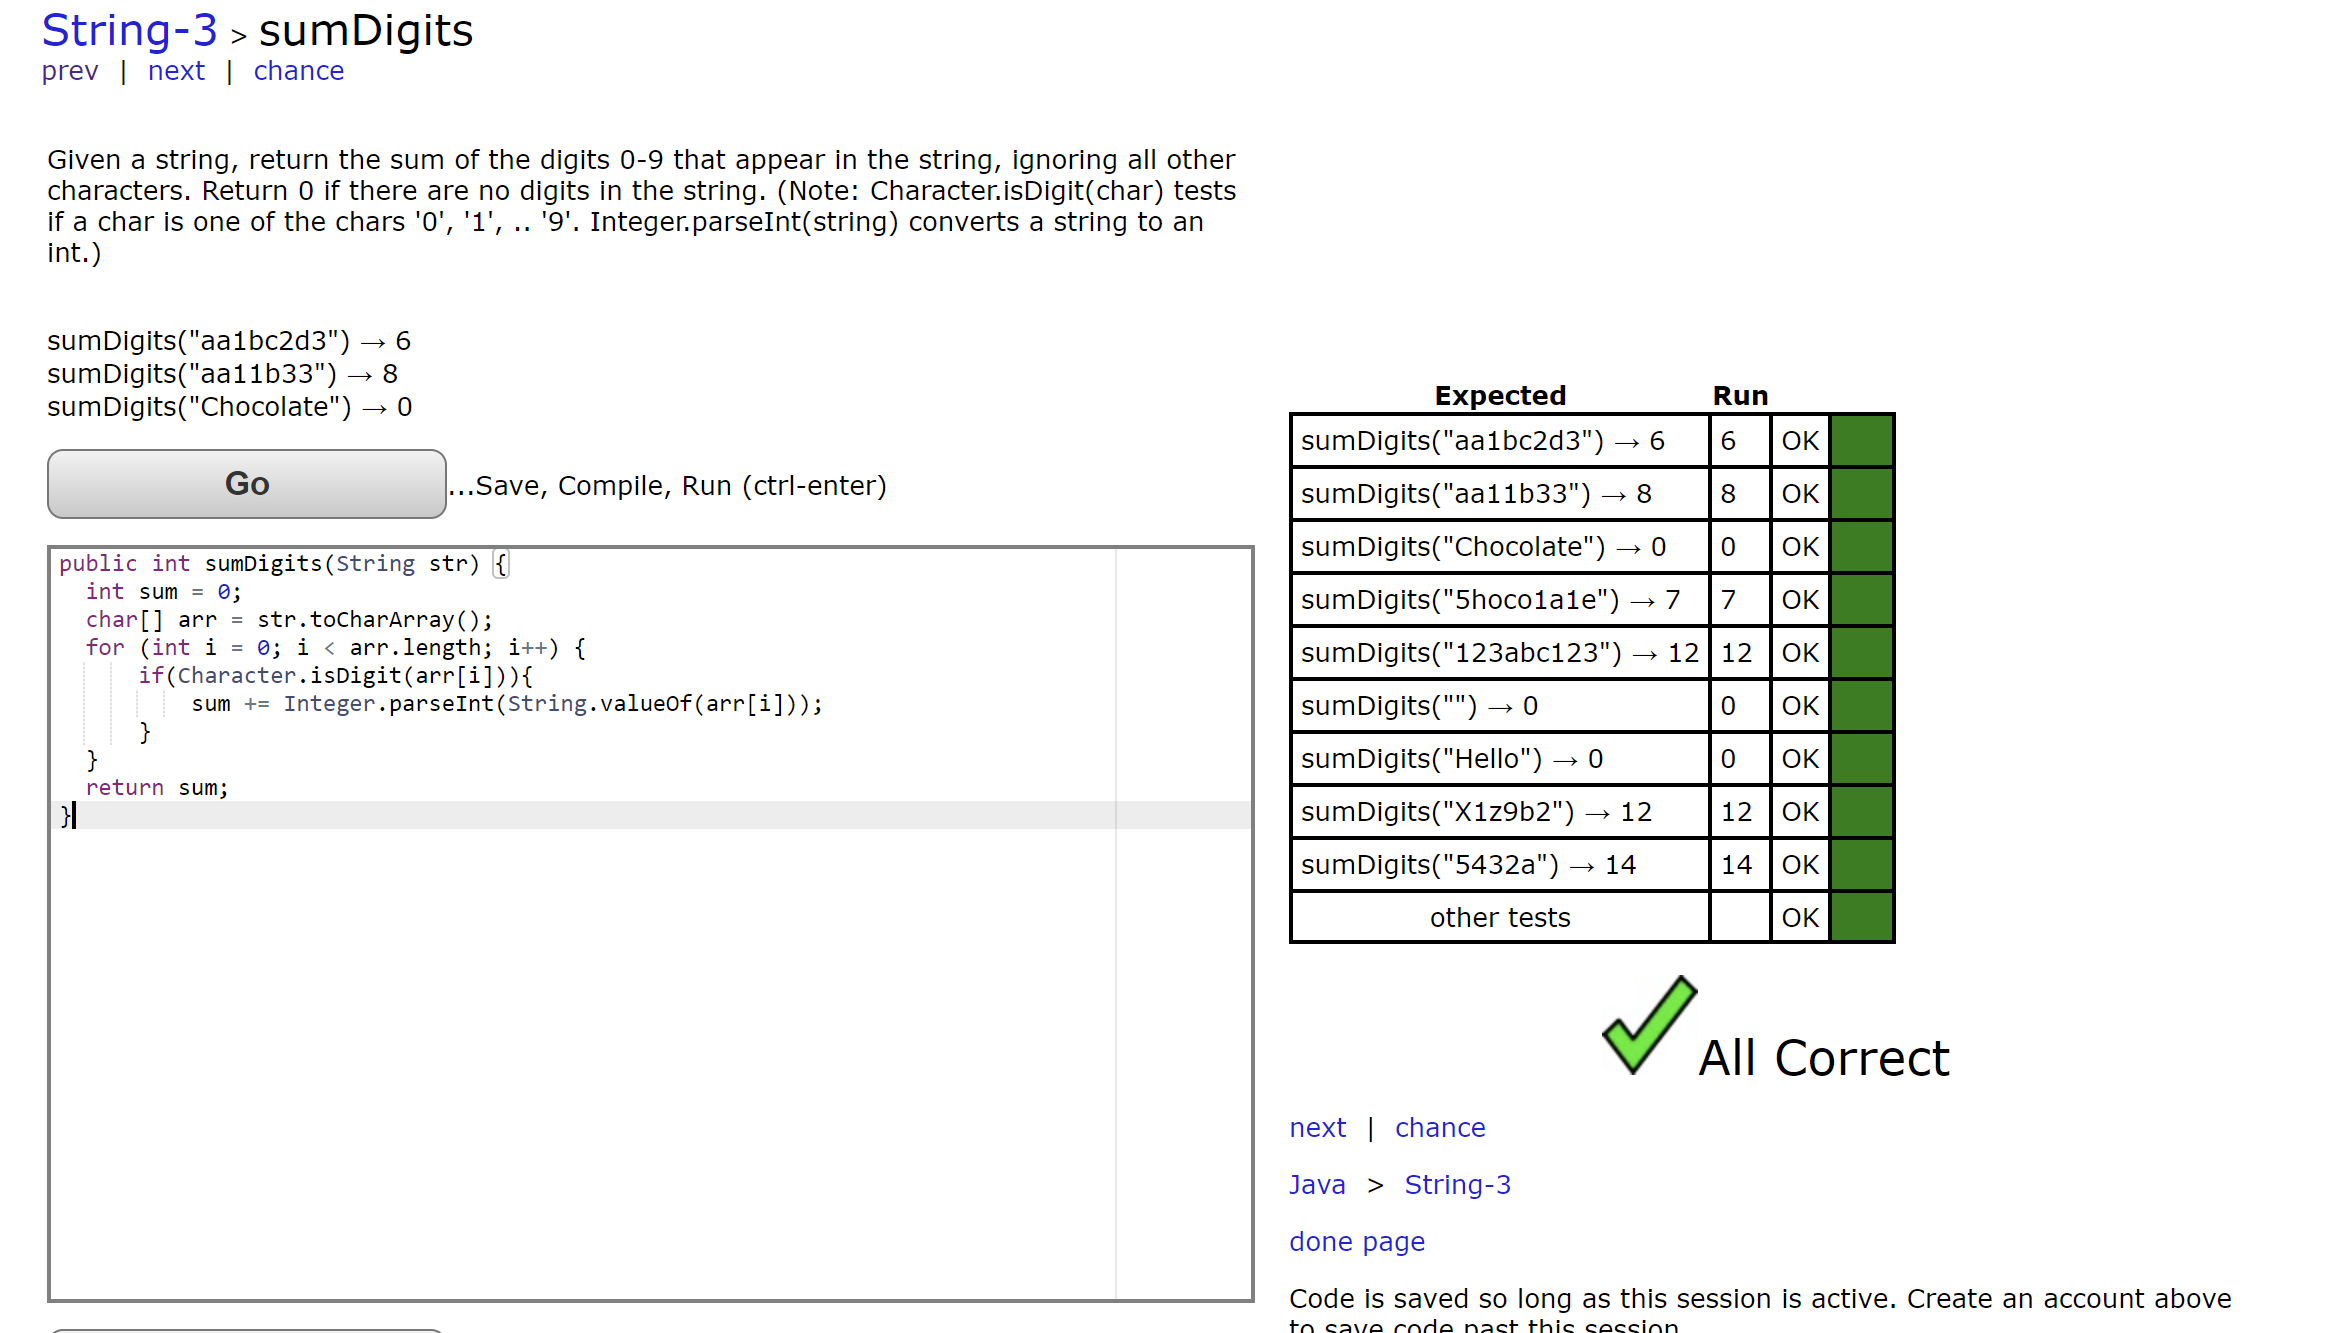 String-3 > sumDigits
prev | next | chance
Given a string, return the sum of the digits 0-9 that appear in the string, ignoring all other
characters. Return 0 if there are no digits in the string. (Note: Character.isDigit(char) tests
if a char is one of the chars '0', '1', .. '9'. Integer.parseInt(string) converts a string to an
int.)
sumDigits("aa1bc2d3") → 6
sumDigits("aa11b33") → 8
sumDigits("Chocolate") → 0
Go ...Save, Compile, Run (ctrl-enter)
public int sumDigits(String str) {
  int sum = 0;
  char[] arr = str.toCharArray();
  for (int i = 0; i < arr.length; i++) {
      if(Character.isDigit(arr[i])){
          sum += Integer.parseInt(String.valueOf(arr[i]));
      }
  }
  return sum;
}
Expected Run
sumDigits("aa1bc2d3") → 6 6 OK
sumDigits("aa11b33") → 8 8 OK
sumDigits("Chocolate") → 0 0 OK
sumDigits("5hoco1a1e") → 7 7 OK
sumDigits("123abc123") → 12 12 OK
sumDigits("") → 0 0 OK
sumDigits("Hello") → 0 0 OK
sumDigits("X1z9b2") → 12 12 OK
sumDigits("5432a") → 14 14 OK
other tests OK
All Correct
next | chance
Java > String-3
done page
Code is saved so long as this session is active. Create an account above
to save code past this session.